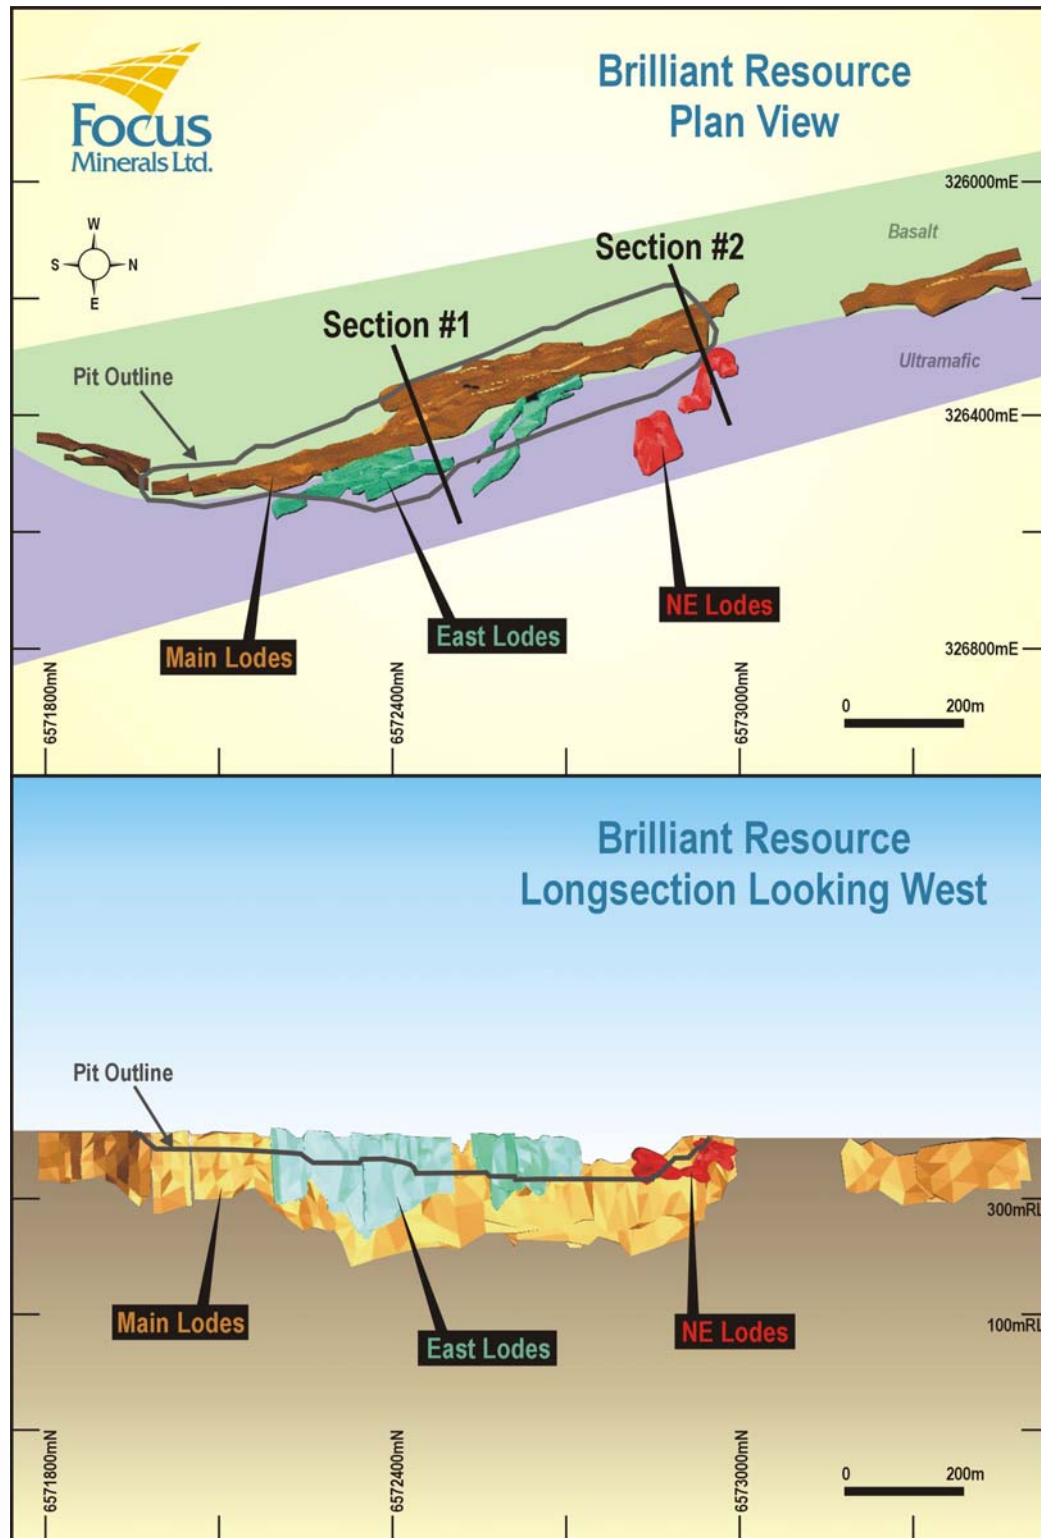 Focus
Minerals Ltd.
Brilliant Resource
Plan View
326000mE
W
S
N
E
Basalt
Section #2
Section #1
Pit Outline
Ultramafic
326400mE
NE Lodes
East Lodes
Main Lodes
326800mE
6571800mN
6572400mN
6573000mN
0
200m
Brilliant Resource
Longsection Looking West
Pit Outline
300mRL
Main Lodes
East Lodes
NE Lodes
100mRL
6571800mN
6572400mN
6573000mN
0
200m